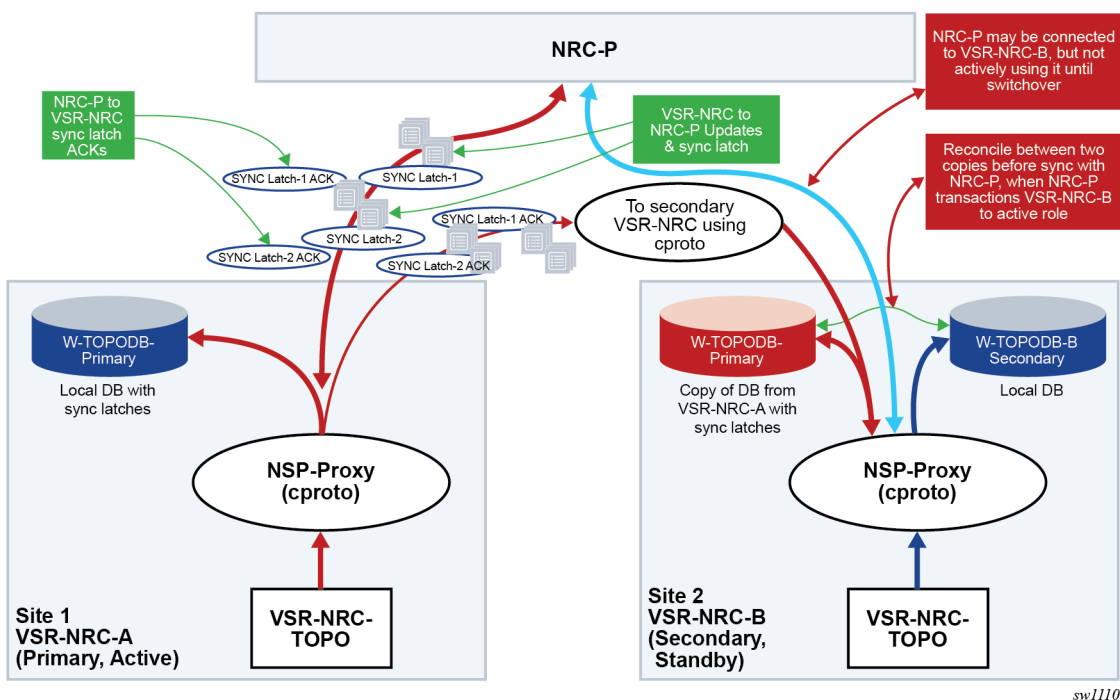 NRC-P
NRC-P may be connected
to VSR-NRC-B, but not
actively using it until
switchover
NRC-P to
VSR-NRC
sync latch
ACKs
VSR-NRC to
NRC-P Updates
& sync latch
Reconcile between two
copies before sync with
NRC-P, when NRC-P
transactions VSR-NRC-B
to active role
SYNC Latch-1 ACK
SYNC Latch-1
SYNC Latch-1 ACK
SYNC Latch-2
SYNC Latch-2 ACK
SYNC Latch-2 ACK
To secondary
VSR-NRC using
cproto
W-TOPODB-
Primary
Local DB with
sync latches
NSP-Proxy
(cproto)
Site 1
VSR-NRC-A
(Primary, Active)
VSR-NRC-
TOPO
W-TOPODB-
Primary
Copy of DB from
VSR-NRC-A with
sync latches
W-TOPODB-B
Secondary
Local DB
NSP-Proxy
(cproto)
Site 2
VSR-NRC-B
(Secondary,
Standby)
VSR-NRC-
TOPO
sw1110